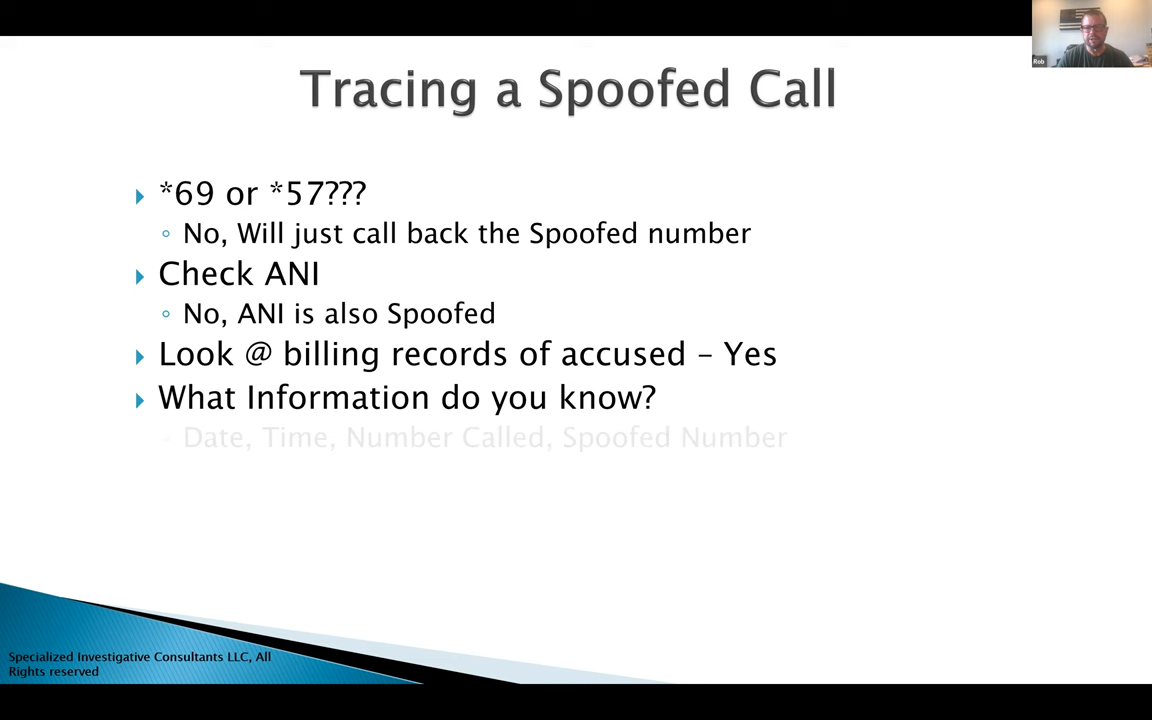 Rob
Tracing a Spoofed Call
*69 or *57???
No, Will just call back the Spoofed number
Check ANI
No, ANI is also Spoofed
Look @ billing records of accused – Yes
What Information do you know?
Date, Time, Number Called, Spoofed Number
Specialized Investigative Consultants LLC, All
Rights reserved